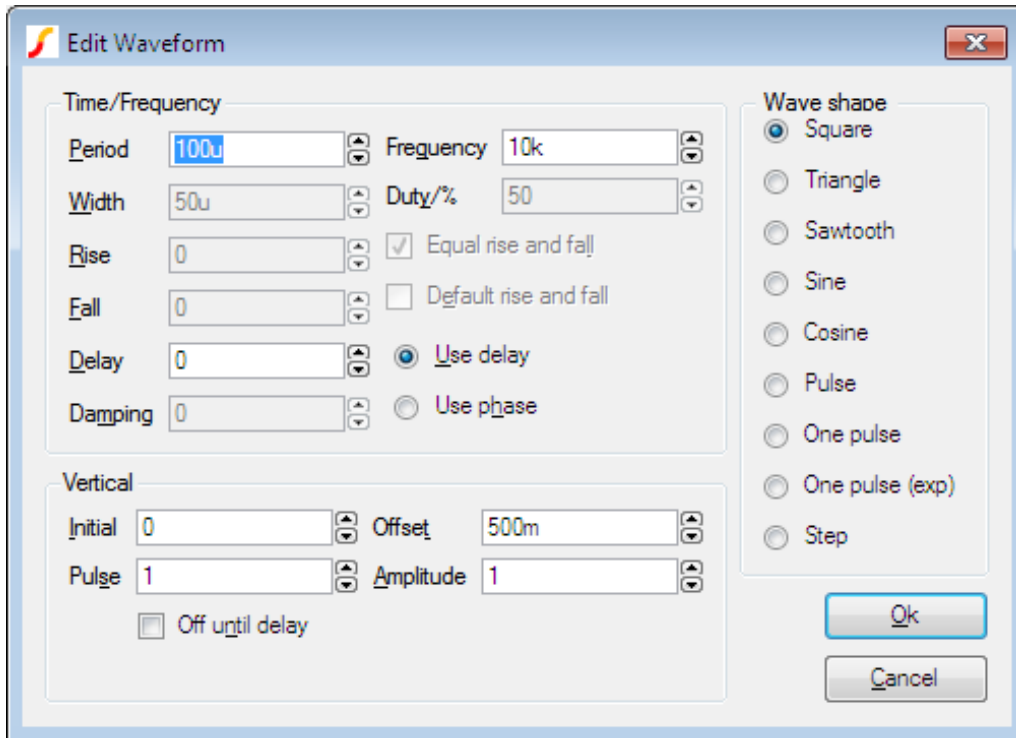 Edit Waveform
Time/Frequency
Period 100u Frequency 10k
Width 50u Duty/% 50
Rise 0 Equal rise and fall
Fall 0 Default rise and fall
Delay 0 Use delay
Damping 0 Use phase
Vertical
Initial 0 Offset 500m
Pulse 1 Amplitude 1
Off until delay
Wave shape
Square
Triangle
Sawtooth
Sine
Cosine
Pulse
One pulse
One pulse (exp)
Step
Ok
Cancel